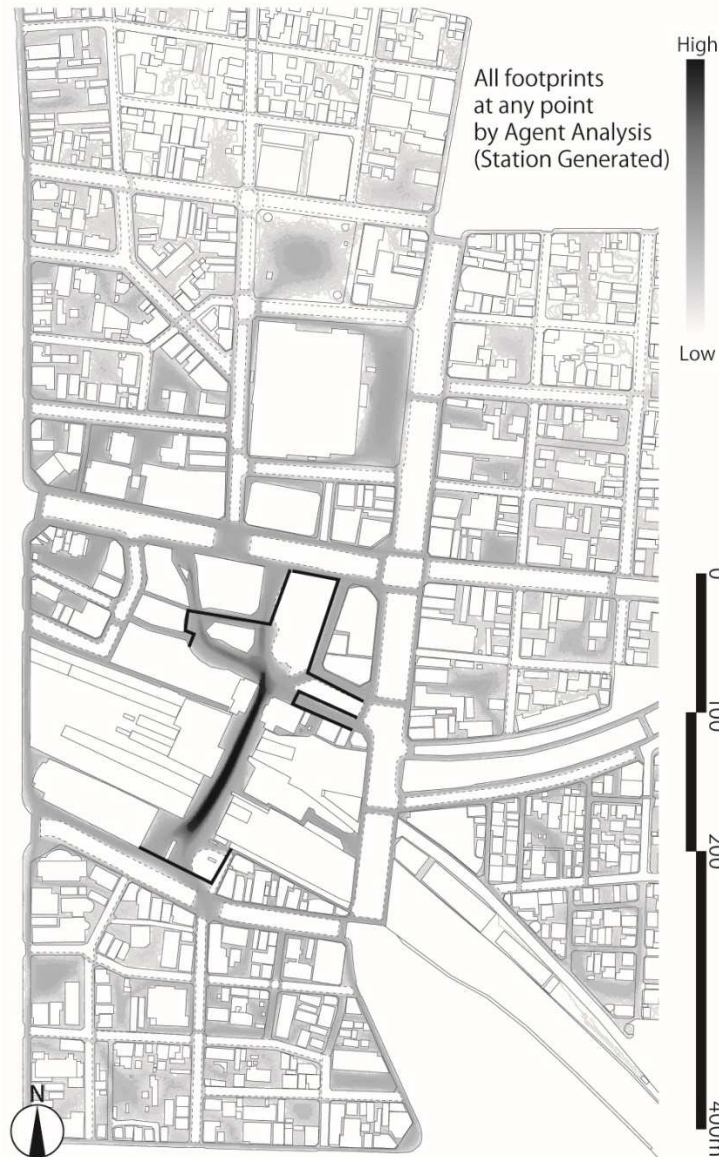 High
All footprints
at any point
by Agent Analysis
(Station Generated)
Low
0
100
200
400m
N